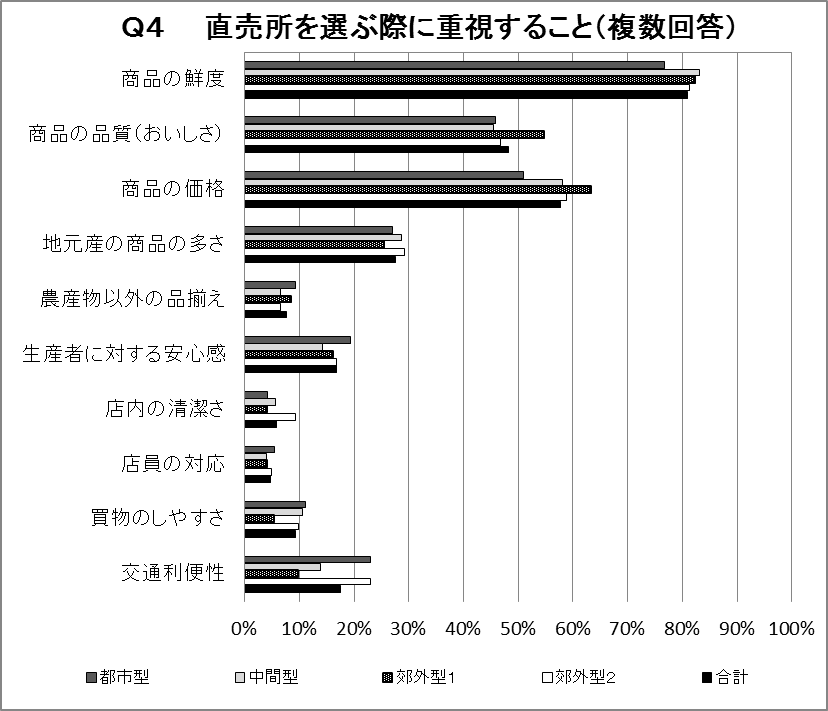 Q4 直売所を選ぶ際に重視すること(複数回答)
商品の鮮度
商品の品質(おいしさ)
商品の価格
地元産の商品の多さ
農産物以外の品揃え
生産者に対する安心感
店内の清潔さ
店員の対応
買物のしやすさ
交通利便性
0% 10% 20% 30% 40% 50% 60% 70% 80% 90% 100%
都市型 中間型 郊外型1 郊外型2 合計